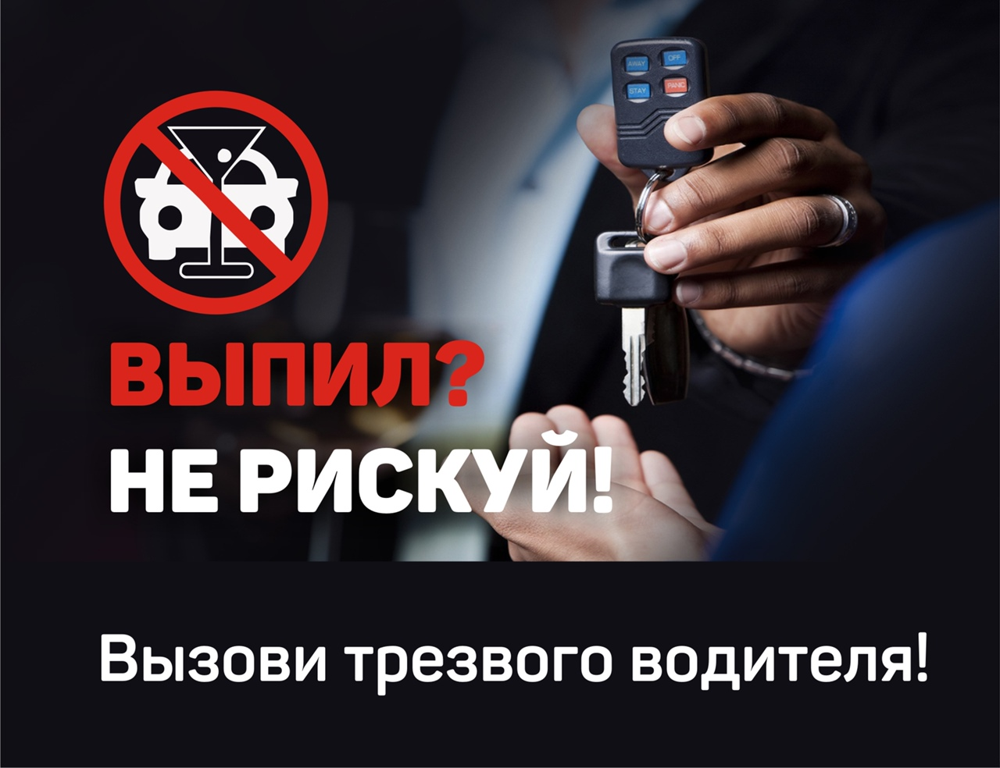 AWAY OFF
STAY PANIC
ВЫПИЛ?
НЕ РИСКУЙ!
Вызови трезвого водителя!